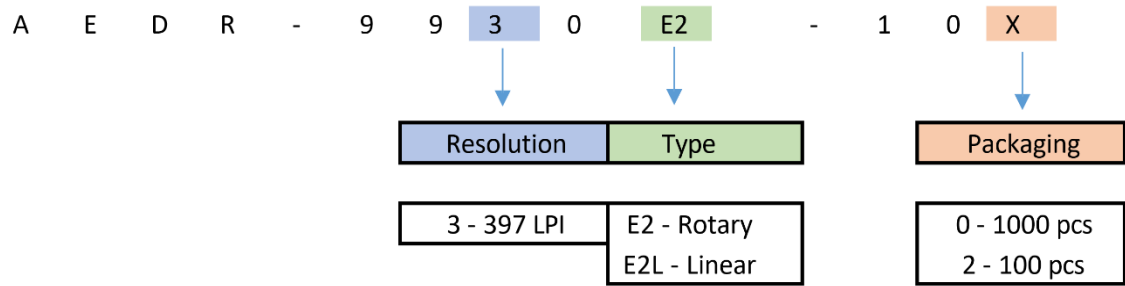 A E D R - 9 9 3 0 E2 - 1 0 X
Resolution Type Packaging
3 - 397 LPI E2 - Rotary 0 - 1000 pcs
E2L - Linear 2 - 100 pcs